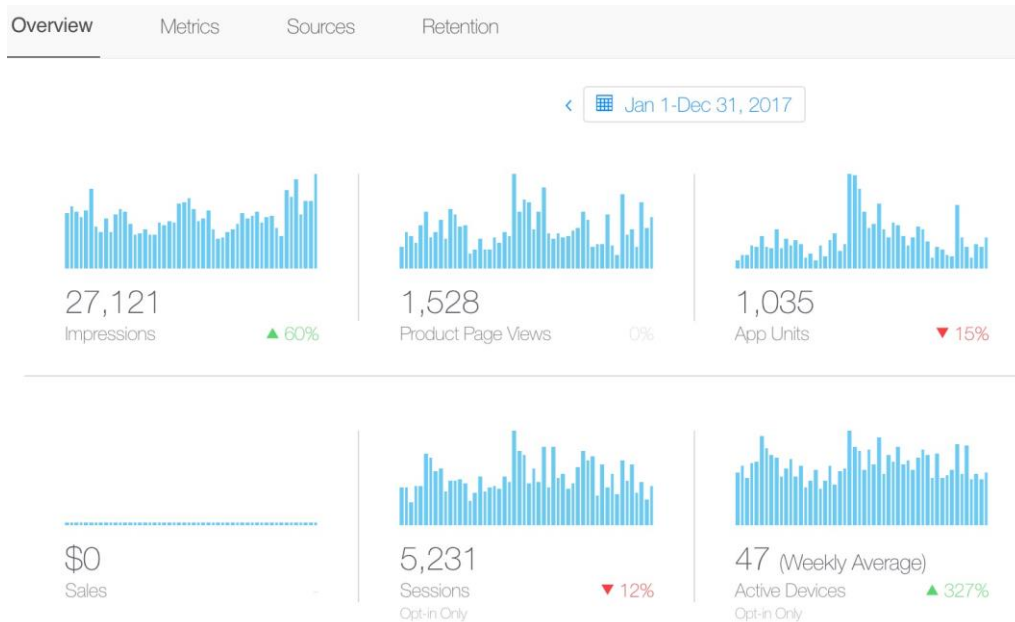 Overview Metrics Sources Retention
< Jan 1-Dec 31, 2017
27,121 1,528 1,035
Impressions ▲ 60% Product Page Views 0% App Units ▼ 15%
$0 5,231 47 (Weekly Average)
Sales - Sessions ▼ 12% Active Devices ▲ 327%
Opt-in Only Opt-in Only